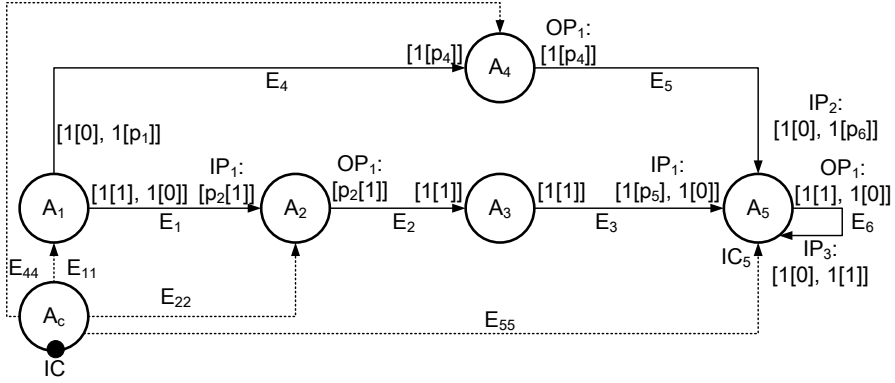 OP₁:
[1[p₄]] A₄ [1[p₄]]
E₄ E₅
IP₂:
[1[0], 1[p₆]]
[1[0], 1[p₁]]
IP₁: OP₁: IP₁: OP₁:
A₁ [1[1], 1[0]] [p₂[1]] A₂ [p₂[1]] [1[1]] A₃ [1[1]] [1[p₅], 1[0]] A₅ [1[1], 1[0]]
E₁ E₂ E₃ E₆
IC₅ IP₃:
[1[0], 1[1]]
E₄₄ E₁₁
E₂₂
A꜀ E₅₅
IC